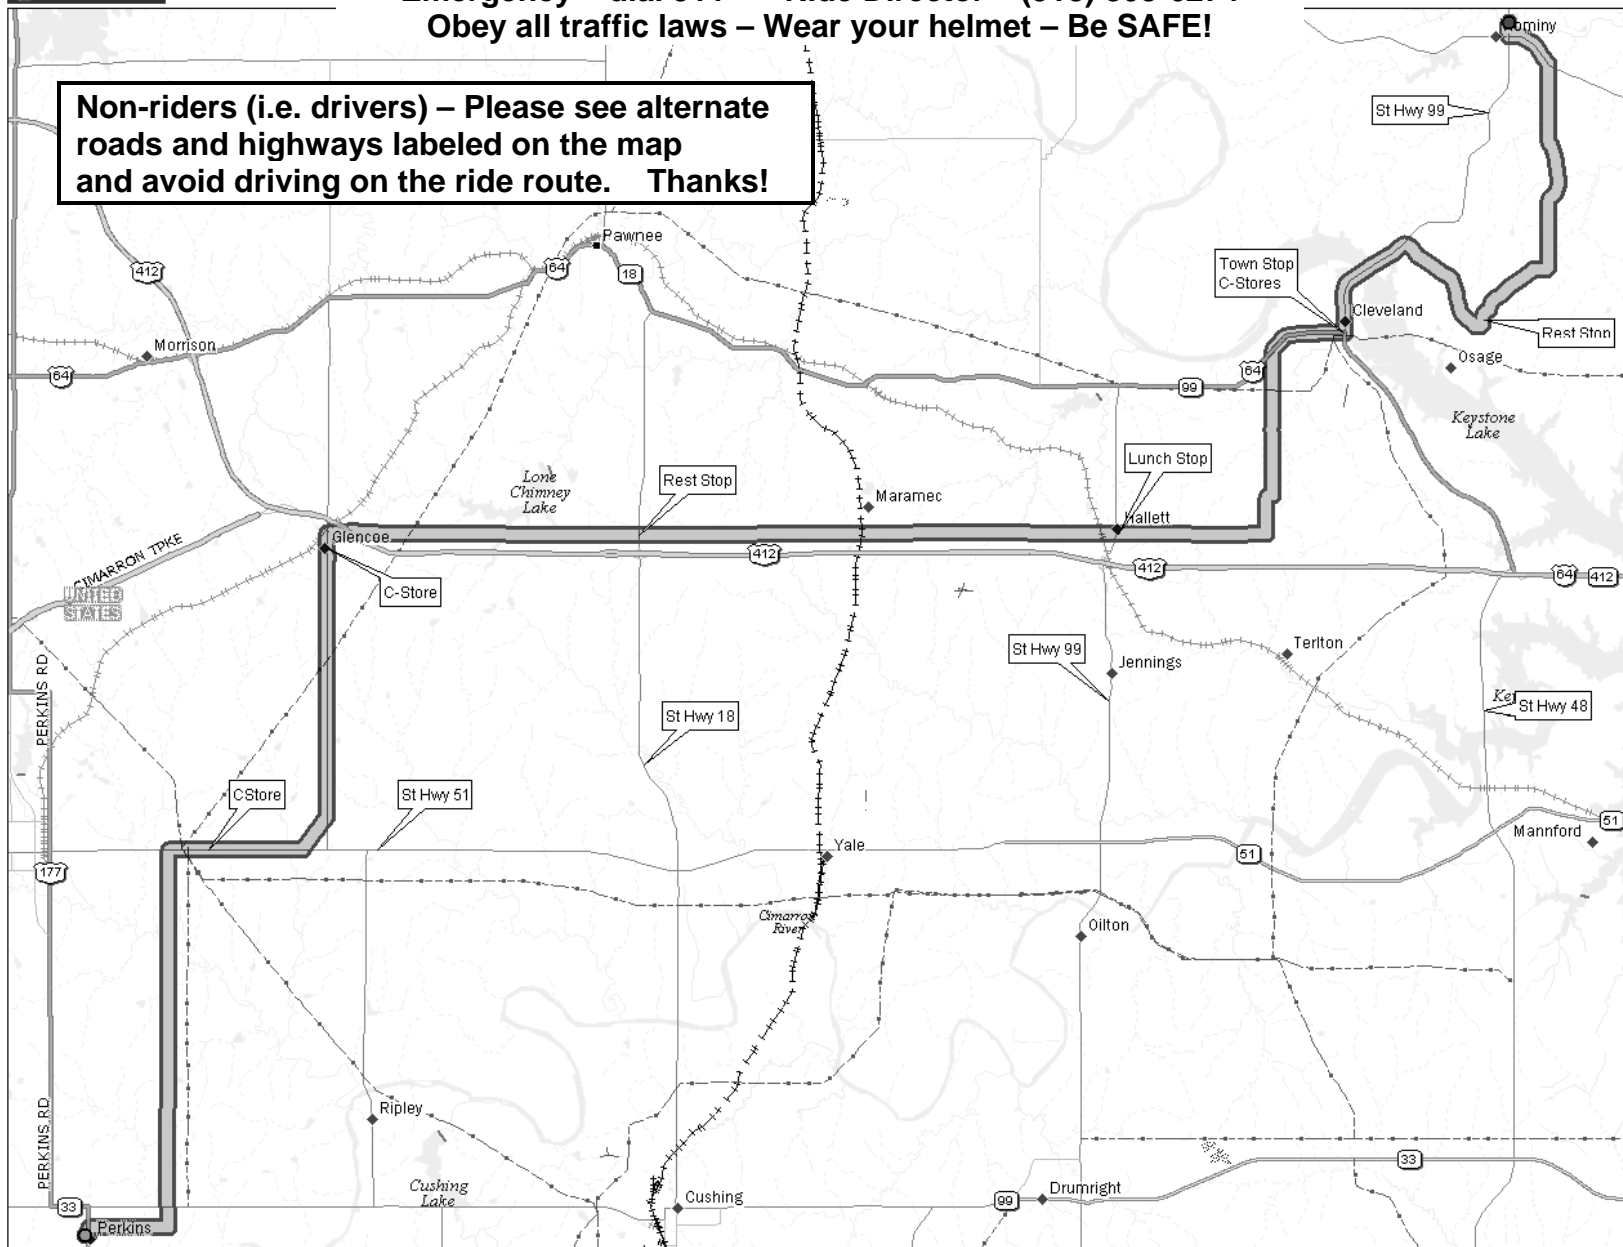 Obey all traffic laws – Wear your helmet – Be SAFE!
Non-riders (i.e. drivers) – Please see alternate
roads and highways labeled on the map
and avoid driving on the ride route. Thanks!
St Hwy 99
Pawnee
412
64
18
Town Stop
C-Stores
Cleveland
Rest Stop
Morrison
64
64
99
Osage
Keystone
Lake
Lone
Chimney
Lake
Rest Stop
Lunch Stop
Maramec
Hallett
Glencoe
CIMARRON TPKE
412
412
64
412
UNITED
STATES
C-Store
PERKINS RD
St Hwy 99
Jennings
Terlton
St Hwy 18
St Hwy 48
CStore
St Hwy 51
51
Mannford
Yale
51
177
Cimarron
River
Oilton
Ripley
PERKINS RD
33
Cushing
Lake
Cushing
99
Drumright
33
Perkins